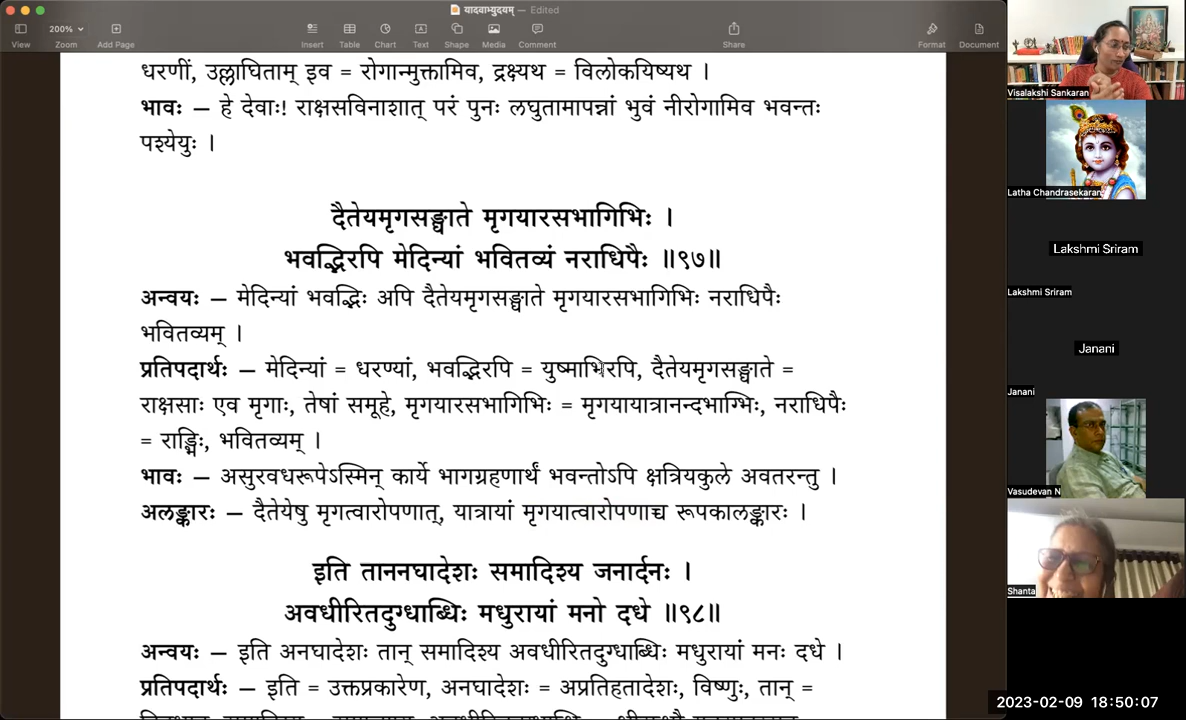 यादवाभ्युदयम् — Edited
200%
View
Zoom
Add Page
Insert
Table
Chart
Text
Shape
Media
Comment
Share
Format
Document
धरणीं, उल्लाघिताम् इव = रोगान्मुक्तामिव, द्रक्ष्यथ = विलोकयिष्यथ ।
भावः – हे देवाः! राक्षसविनाशात् परं पुनः लघुतामापन्नां भुवं नीरोगामिव भवन्तः
पश्येयुः ।
दैतेयमृगसङ्घाते मृगयारसभागिभिः ।
भवद्भिरपि मेदिन्यां भवितव्यं नराधिपैः ॥९७॥
अन्वयः – मेदिन्यां भवद्भिः अपि दैतेयमृगसङ्घाते मृगयारसभागिभिः नराधिपैः
भवितव्यम् ।
प्रतिपदार्थः – मेदिन्यां = धरण्यां, भवद्भिरपि = युष्माभिरपि, दैतेयमृगसङ्घाते =
राक्षसाः एव मृगाः, तेषां समूहे, मृगयारसभागिभिः = मृगयायात्रानन्दभाग्भिः, नराधिपैः
= राड्भिः, भवितव्यम् ।
भावः – असुरवधरूपेऽस्मिन् कार्ये भागग्रहणार्थं भवन्तोऽपि क्षत्रियकुले अवतरन्तु ।
अलङ्कारः – दैतेयेषु मृगत्वारोपणात्, यात्रायां मृगयात्वारोपणाच्च रूपकालङ्कारः ।
इति ताननघादेशः समादिश्य जनार्दनः ।
अवधीरितदुग्धाब्धिः मधुरायां मनो दधे ॥९८॥
अन्वयः – इति अनघादेशः तान् समादिश्य अवधीरितदुग्धाब्धिः मधुरायां मनः दधे ।
प्रतिपदार्थः – इति = उक्तप्रकारेण, अनघादेशः = अप्रतिहतादेशः, विष्णुः, तान् =
Visalakshi Sankaran
Latha Chandrasekaran
Lakshmi Sriram
Lakshmi Sriram
Janani
Janani
Vasudevan N
Shanta
2023-02-09 18:50:07